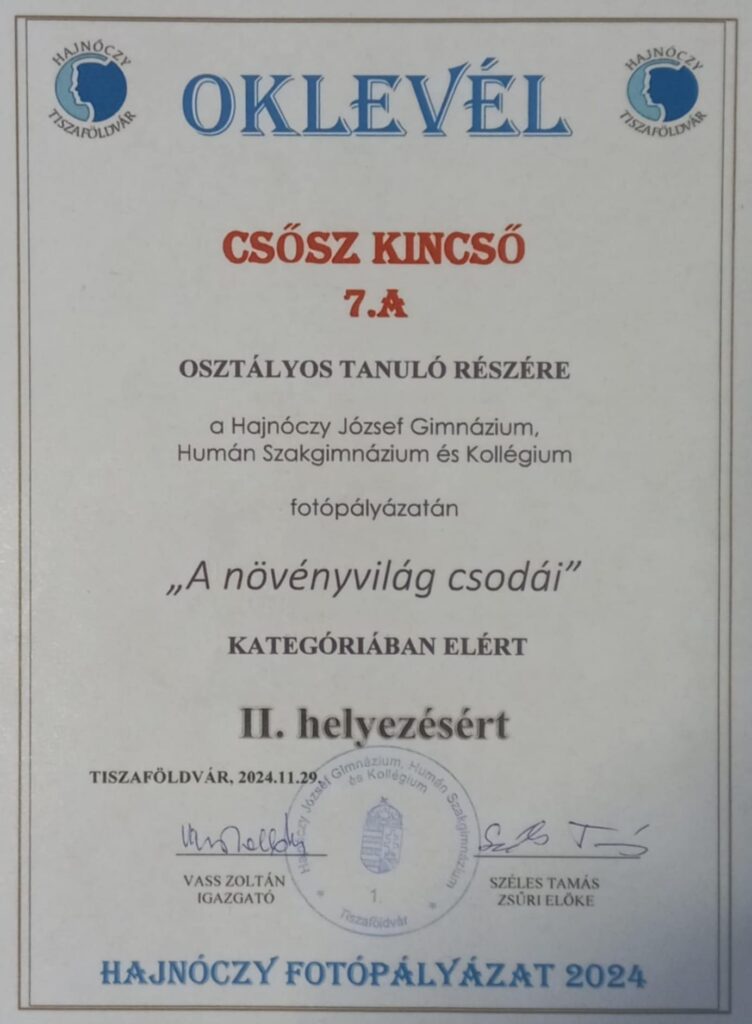 HAJNÓCZY
TISZAFÖLDVÁR
OKLEVÉL
HAJNÓCZY
TISZAFÖLDVÁR
CSŐSZ KINCSŐ
7.A
OSZTÁLYOS TANULÓ RÉSZÉRE
a Hajnóczy József Gimnázium,
Humán Szakgimnázium és Kollégium
fotópályázatán
„A növényvilág csodái”
KATEGÓRIÁBAN ELÉRT
II. helyezésért
TISZAFÖLDVÁR, 2024.11.29.
Hajnóczy József Gimnázium, Humán Szakgimnázium
és Kollégium
1.
Tiszaföldvár
VASS ZOLTÁN
IGAZGATÓ
SZÉLES TAMÁS
ZSŰRI ELŐKE
HAJNÓCZY FOTÓPÁLYÁZAT 2024